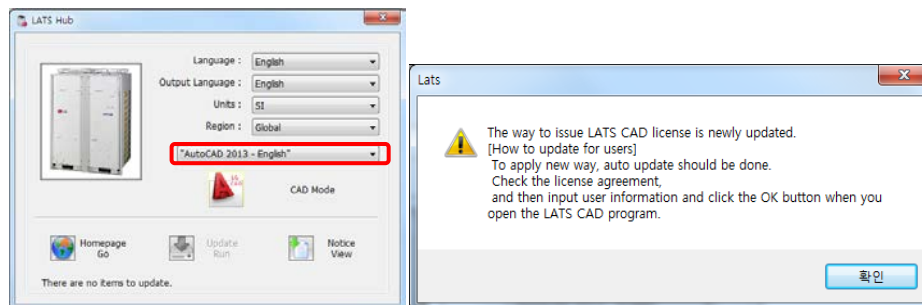 LATS Hub
Language : English
Output Language : English
Units : SI
Region : Global
"AutoCAD 2013 - English"
CAD Mode
Homepage
Go
Update
Run
Notice
View
There are no items to update.
Lats
The way to issue LATS CAD license is newly updated.
[How to update for users]
To apply new way, auto update should be done.
Check the license agreement,
and then input user information and click the OK button when you
open the LATS CAD program.
확인